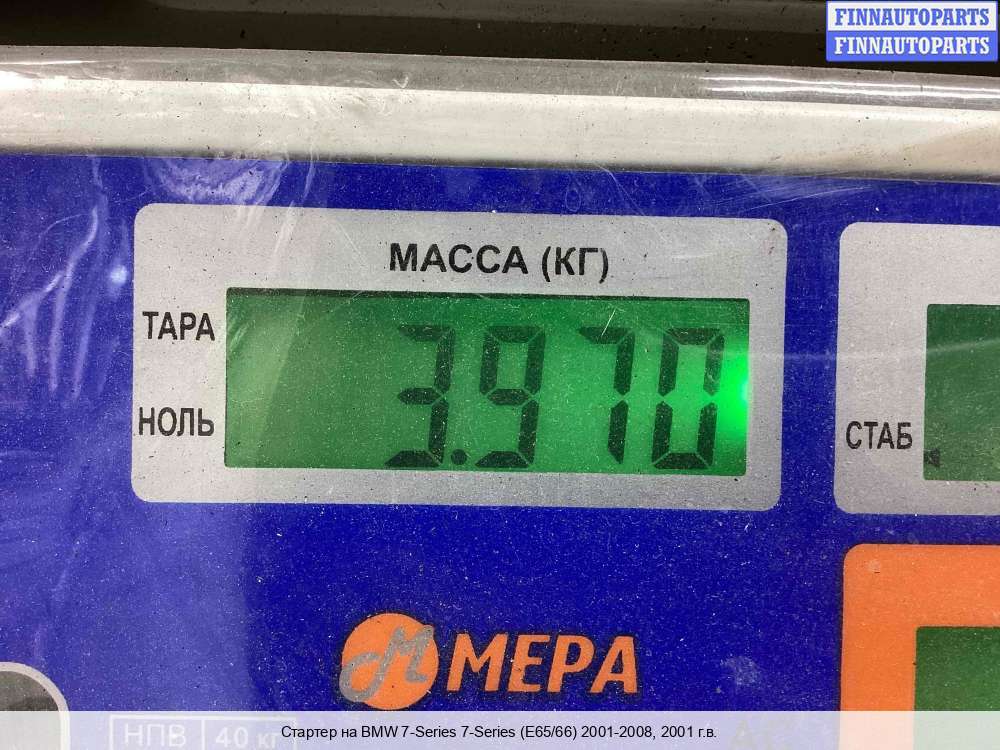 FINNAUTOPARTS
FINNAUTOPARTS
МАССА (КГ)
ТАРА
3.970
НОЛЬ
СТАБ
МЕРА
НПВ 40 кг
Стартер на BMW 7-Series 7-Series (E65/66) 2001-2008, 2001 г.в.